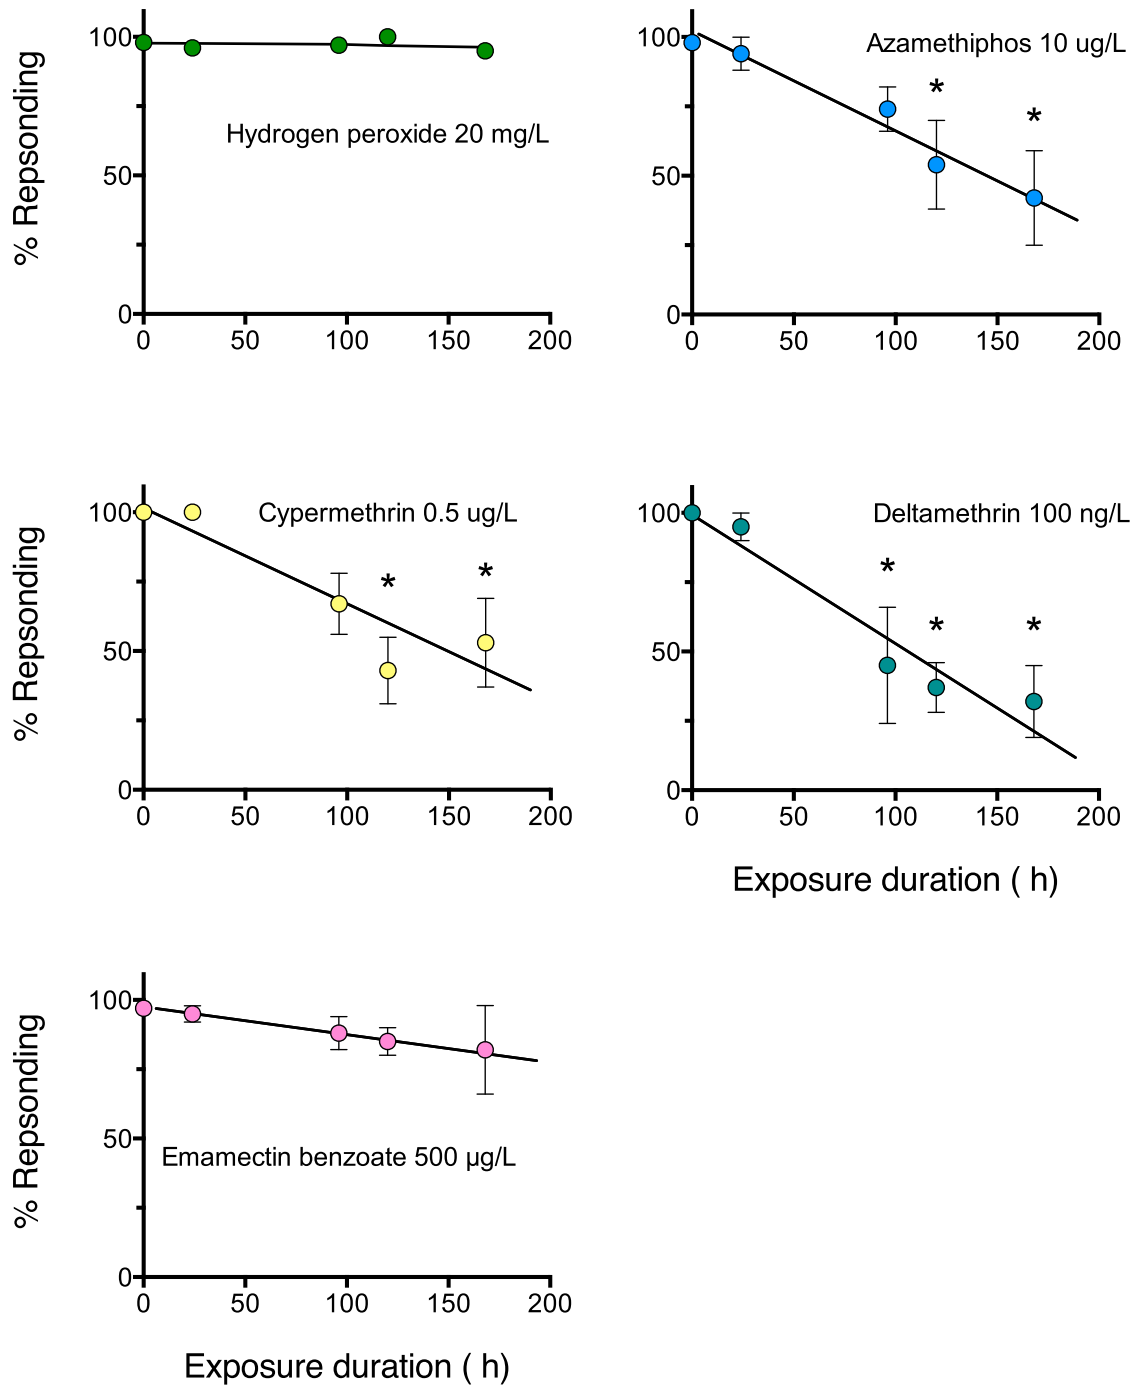 % Repsonding
100
50
0
Hydrogen peroxide 20 mg/L
0 50 100 150 200
100
50
0
Azamethiphos 10 ug/L
* *
0 50 100 150 200
% Repsonding
100
50
0
Cypermethrin 0.5 ug/L
* *
0 50 100 150 200
100
50
0
Deltamethrin 100 ng/L
* * *
0 50 100 150 200
Exposure duration ( h)
% Repsonding
100
50
0
Emamectin benzoate 500 µg/L
0 50 100 150 200
Exposure duration ( h)